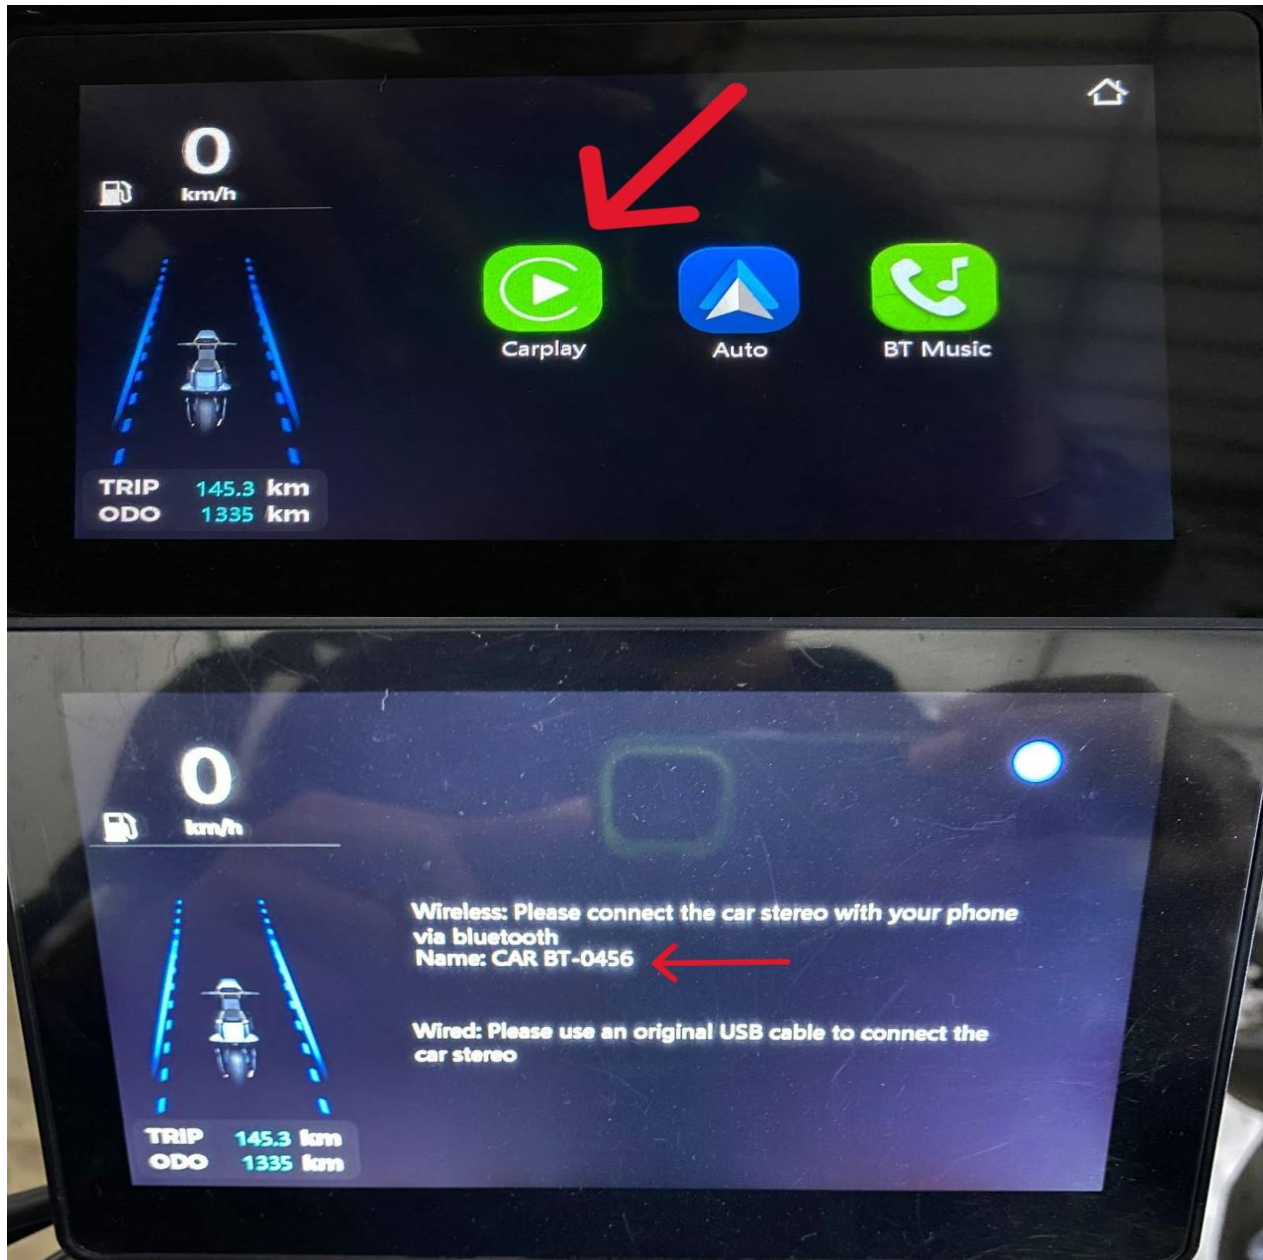 0
km/h
Carplay
Auto
BT Music
TRIP 145.3 km
ODO 1335 km
0
km/h
Wireless: Please connect the car stereo with your phone
via bluetooth
Name: CAR BT-0456
Wired: Please use an original USB cable to connect the
car stereo
TRIP 145.3 km
ODO 1335 km